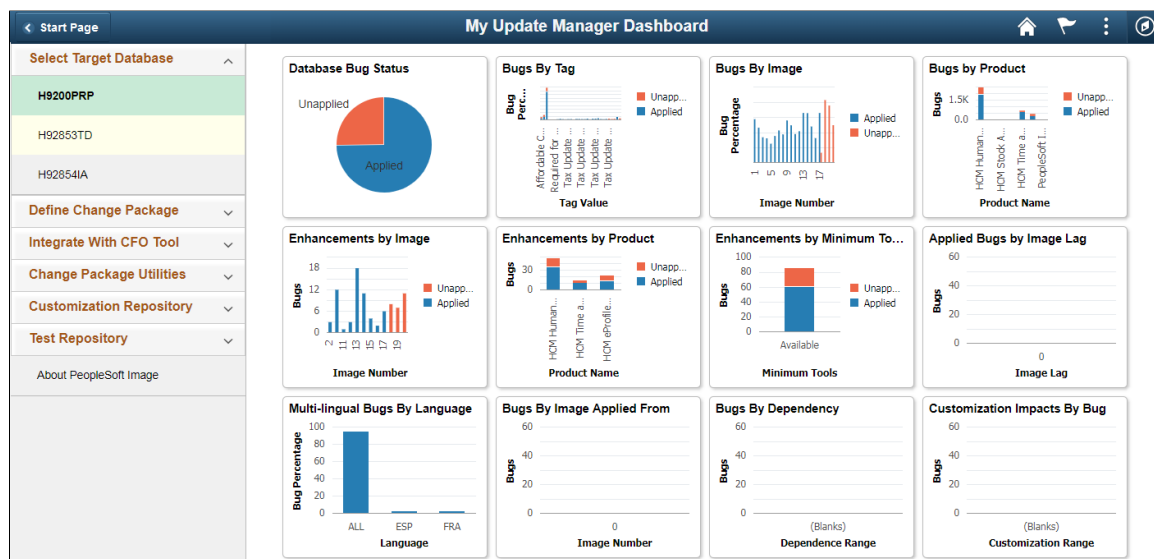 Start Page
My Update Manager Dashboard
Select Target Database
H9200PRP
H92853TD
H92854IA
Define Change Package
Integrate With CFO Tool
Change Package Utilities
Customization Repository
Test Repository
About PeopleSoft Image
Database Bug Status
Unapplied
Applied
Bugs By Tag
Bug
Perc...
Unapp...
Applied
Affordable C...
Required for ...
Tax Update ...
Tax Update ...
Tax Update ...
Tax Update ...
Tag Value
Bugs By Image
Bug
Percentage
Applied
Unapp...
1
5
9
13
17
Image Number
Bugs by Product
Bugs
1.5K
0.0
Unapp...
Applied
HCM Human...
HCM Stock A...
HCM Time a...
PeopleSoft I...
Product Name
Enhancements by Image
Bugs
18
12
6
0
Unapp...
Applied
2
11
13
15
17
19
Image Number
Enhancements by Product
Bugs
30
0
Unapp...
Applied
HCM Human...
HCM Time a...
HCM eProfile...
Product Name
Enhancements by Minimum To...
Bugs
100
80
60
40
20
0
Unapp...
Applied
Available
Minimum Tools
Applied Bugs by Image Lag
Bugs
60
40
20
0
0
Image Lag
Multi-lingual Bugs By Language
Bug Percentage
100
80
60
40
20
0
ALL ESP FRA
Language
Bugs By Image Applied From
Bugs
60
40
20
0
0
Image Number
Bugs By Dependency
Bugs
60
40
20
0
(Blanks)
Dependence Range
Customization Impacts By Bug
Bugs
60
40
20
0
(Blanks)
Customization Range